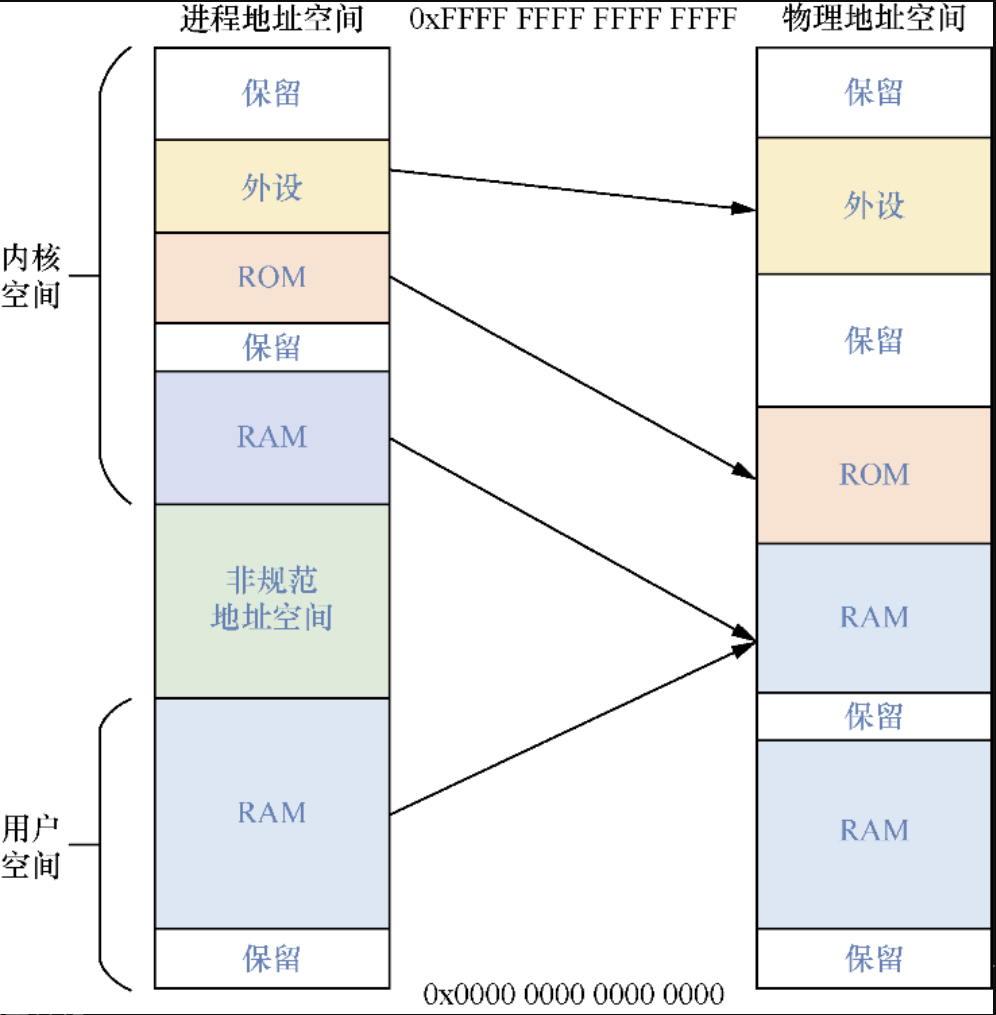 进程地址空间
0xFFFF FFFF FFFF FFFF
物理地址空间
内核
空间
用户
空间
保留
外设
ROM
保留
RAM
非规范
地址空间
RAM
保留
保留
外设
保留
ROM
RAM
保留
RAM
保留
0x0000 0000 0000 0000